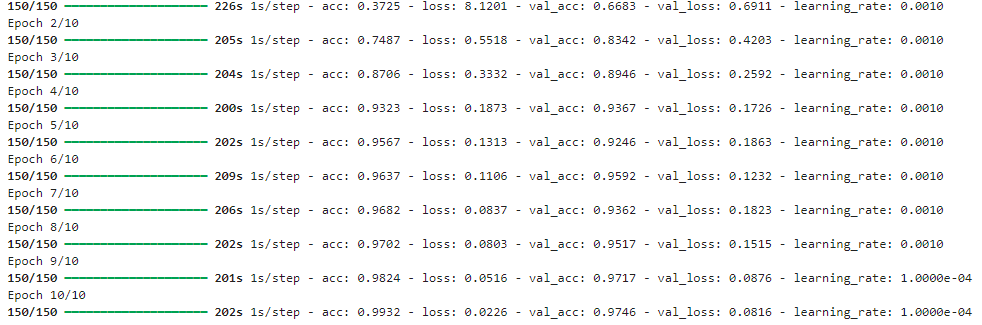 150/150 ━━━━━━━━━━━━━━━━━━━━ 226s 1s/step - acc: 0.3725 - loss: 8.1201 - val_acc: 0.6683 - val_loss: 0.6911 - learning_rate: 0.0010
Epoch 2/10
150/150 ━━━━━━━━━━━━━━━━━━━━ 205s 1s/step - acc: 0.7487 - loss: 0.5518 - val_acc: 0.8342 - val_loss: 0.4203 - learning_rate: 0.0010
Epoch 3/10
150/150 ━━━━━━━━━━━━━━━━━━━━ 204s 1s/step - acc: 0.8706 - loss: 0.3332 - val_acc: 0.8946 - val_loss: 0.2592 - learning_rate: 0.0010
Epoch 4/10
150/150 ━━━━━━━━━━━━━━━━━━━━ 200s 1s/step - acc: 0.9323 - loss: 0.1873 - val_acc: 0.9367 - val_loss: 0.1726 - learning_rate: 0.0010
Epoch 5/10
150/150 ━━━━━━━━━━━━━━━━━━━━ 202s 1s/step - acc: 0.9567 - loss: 0.1313 - val_acc: 0.9246 - val_loss: 0.1863 - learning_rate: 0.0010
Epoch 6/10
150/150 ━━━━━━━━━━━━━━━━━━━━ 209s 1s/step - acc: 0.9637 - loss: 0.1106 - val_acc: 0.9592 - val_loss: 0.1232 - learning_rate: 0.0010
Epoch 7/10
150/150 ━━━━━━━━━━━━━━━━━━━━ 206s 1s/step - acc: 0.9682 - loss: 0.0837 - val_acc: 0.9362 - val_loss: 0.1823 - learning_rate: 0.0010
Epoch 8/10
150/150 ━━━━━━━━━━━━━━━━━━━━ 202s 1s/step - acc: 0.9702 - loss: 0.0803 - val_acc: 0.9517 - val_loss: 0.1515 - learning_rate: 0.0010
Epoch 9/10
150/150 ━━━━━━━━━━━━━━━━━━━━ 201s 1s/step - acc: 0.9824 - loss: 0.0516 - val_acc: 0.9717 - val_loss: 0.0876 - learning_rate: 1.0000e-04
Epoch 10/10
150/150 ━━━━━━━━━━━━━━━━━━━━ 202s 1s/step - acc: 0.9932 - loss: 0.0226 - val_acc: 0.9746 - val_loss: 0.0816 - learning_rate: 1.0000e-04